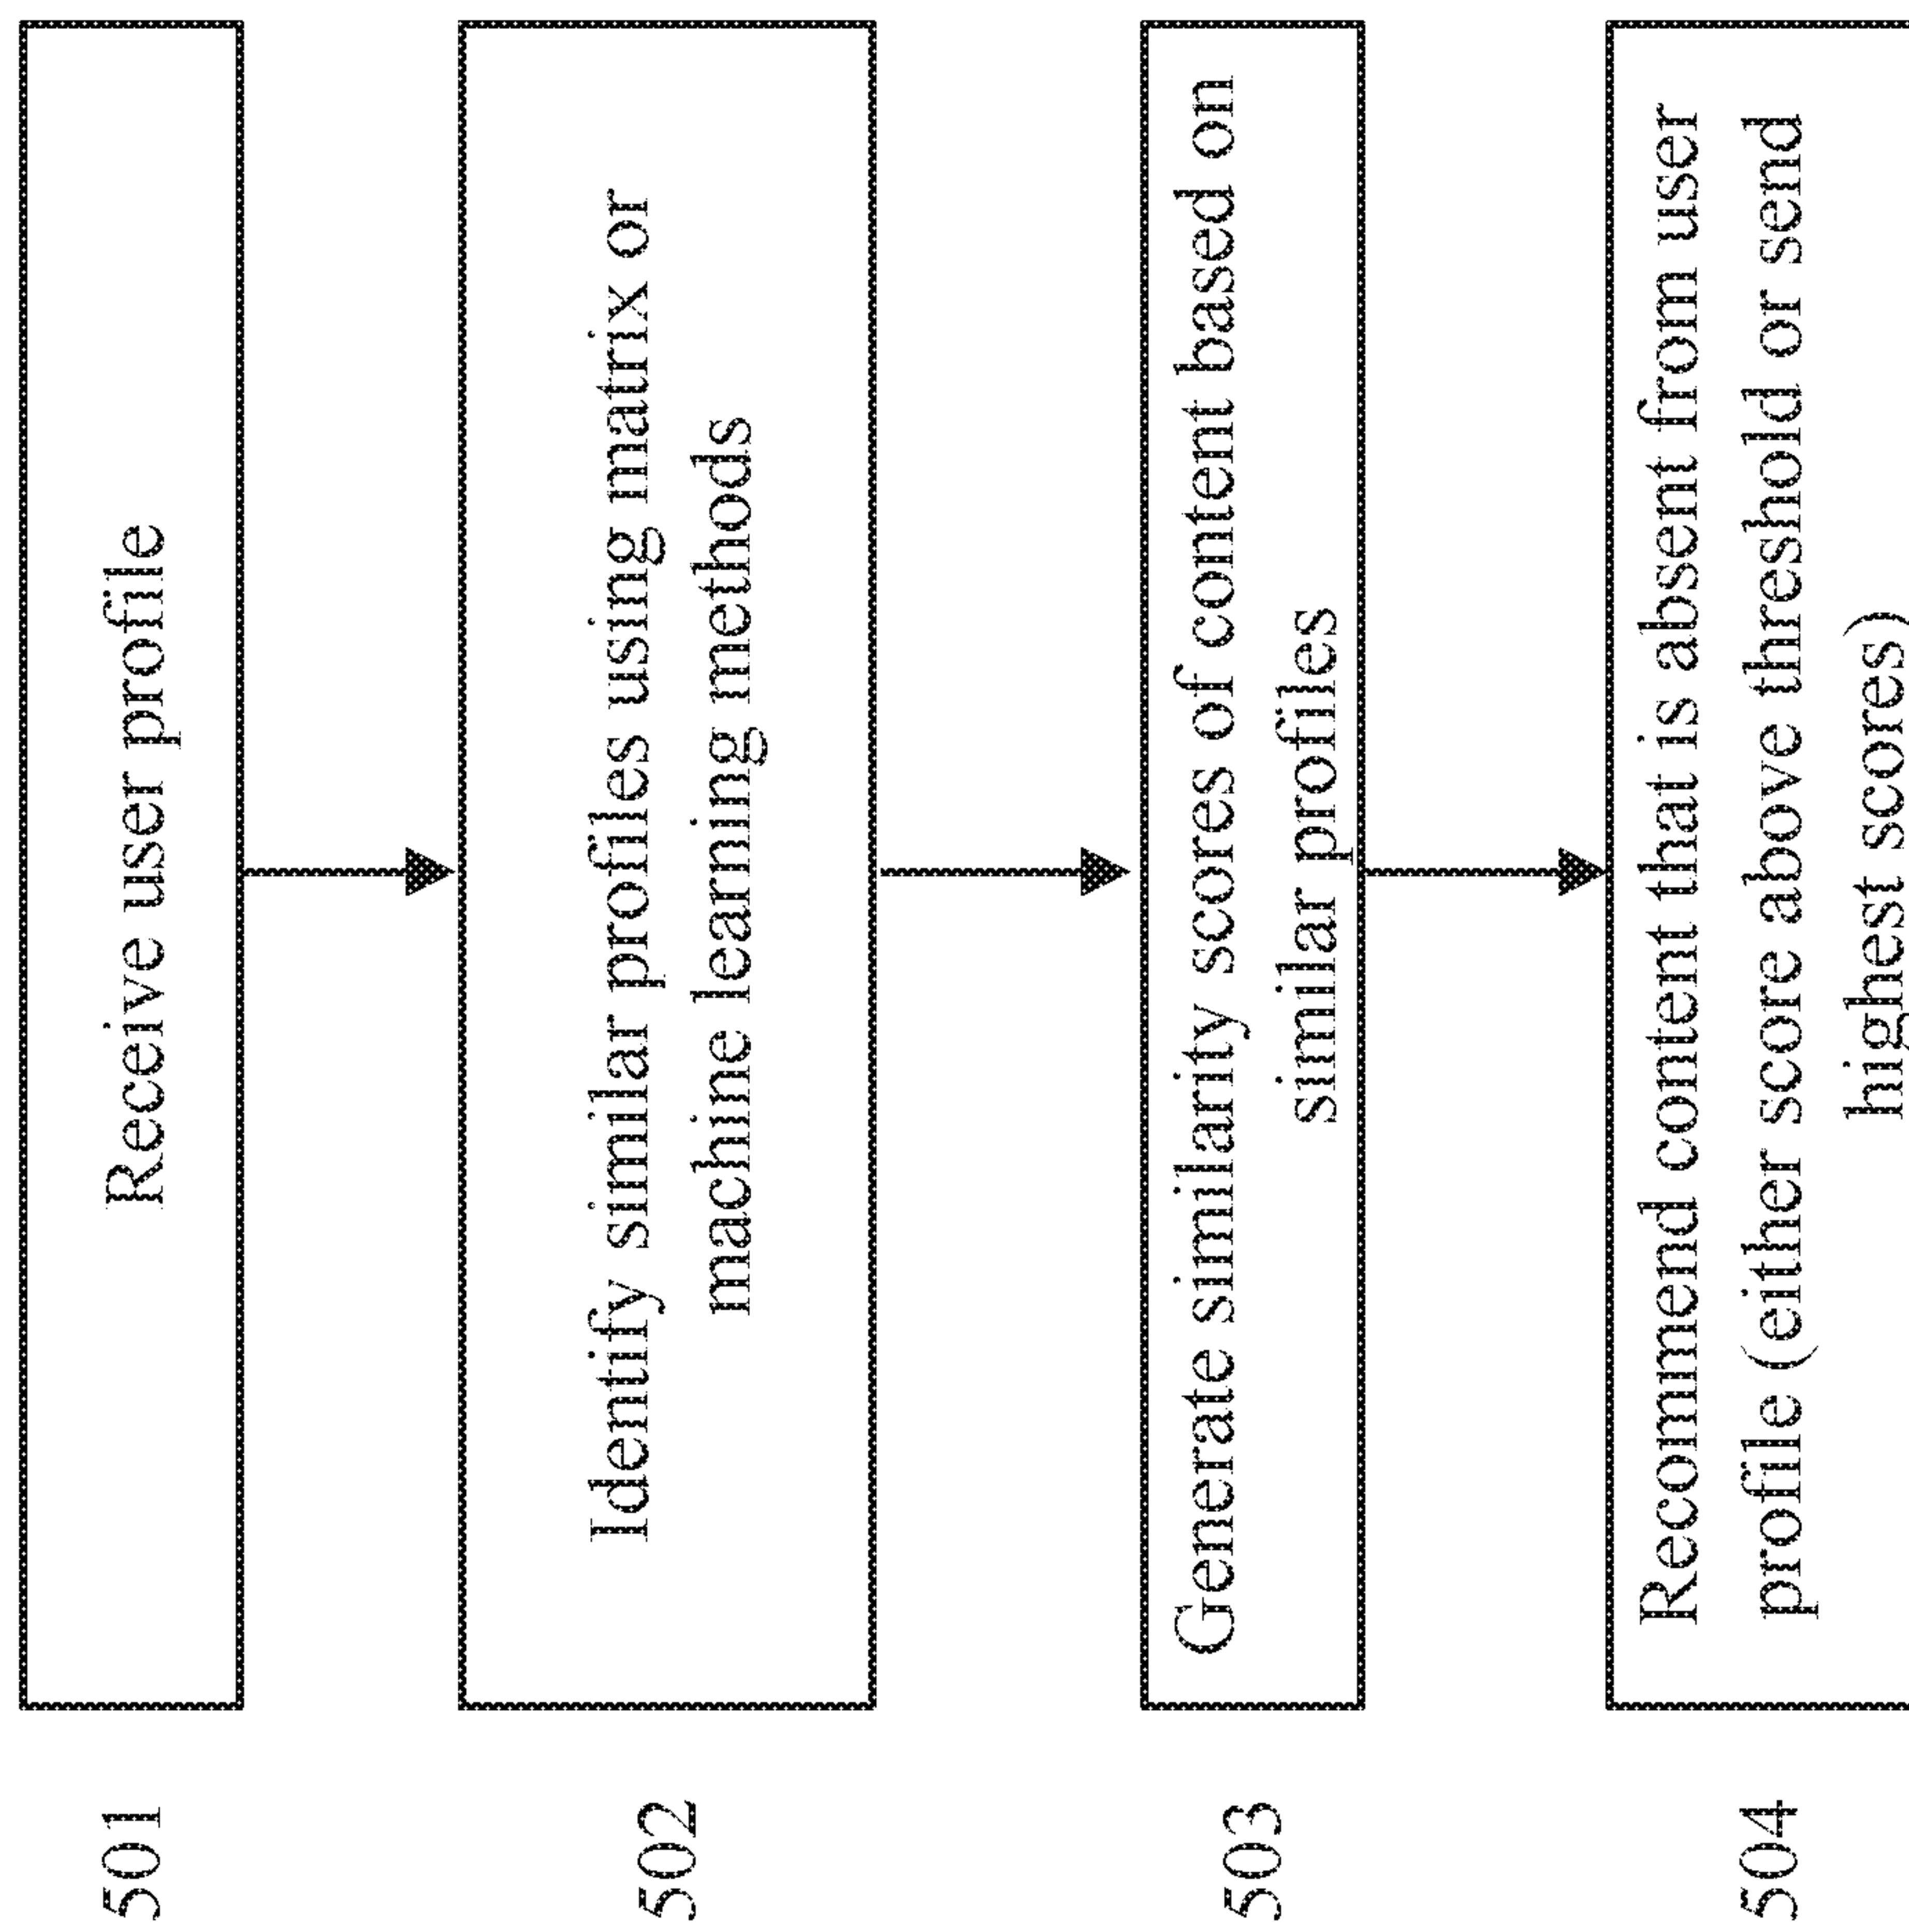 501
Receive user profile
502
Identify similar profiles using matrix or
machine learning methods
503
Generate similarity scores of content based on
similar profiles
504
Recommend content that is absent from user
profile (either score above threshold or send
highest scores)